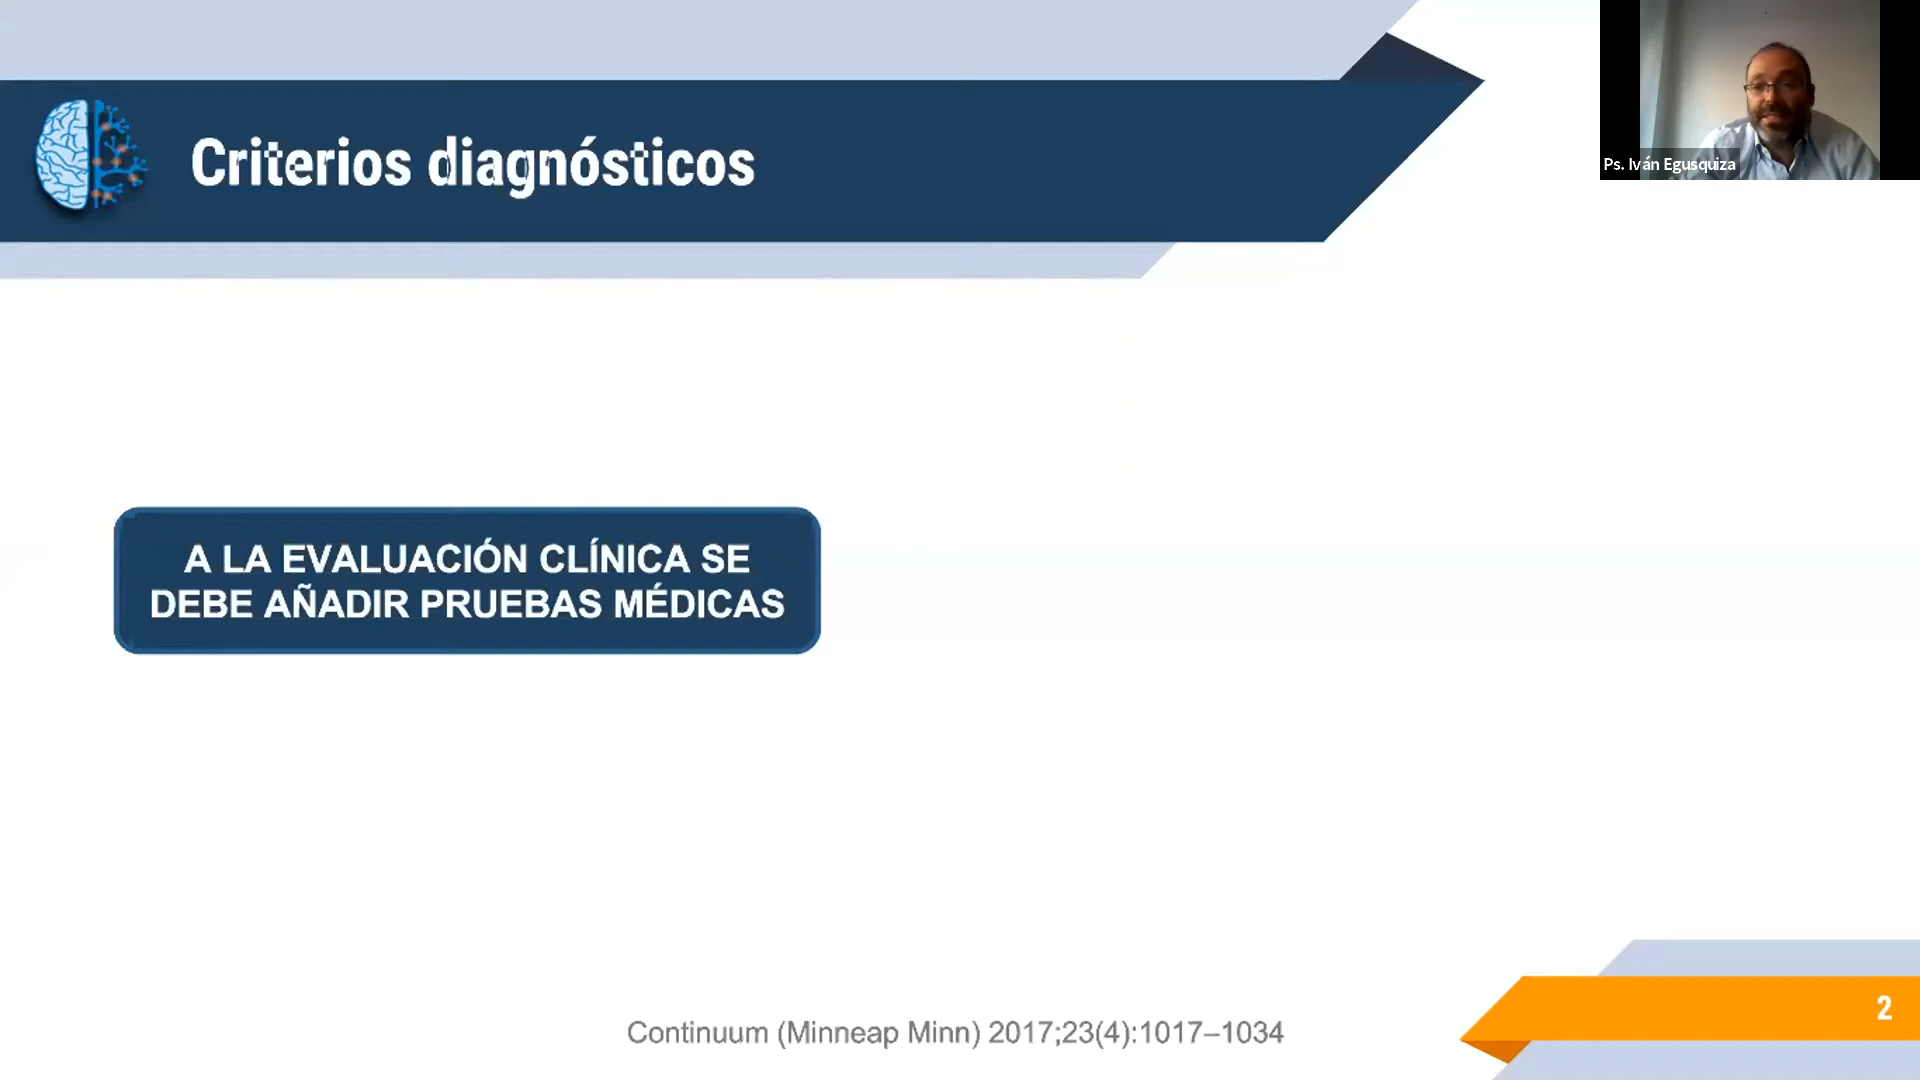 Criterios diagnósticos
Ps. Iván Egusquiza
A LA EVALUACIÓN CLÍNICA SE
DEBE AÑADIR PRUEBAS MÉDICAS
Continuum (Minneap Minn) 2017;23(4):1017–1034
2